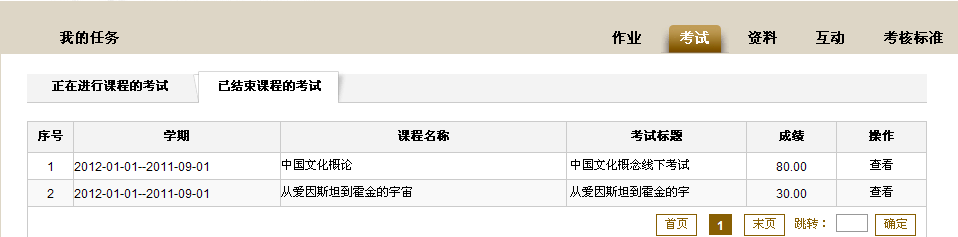 我的任务 作业 考试 资料 互动 考核标准
正在进行课程的考试 已结束课程的考试
序号 学期 课程名称 考试标题 成绩 操作
1 2012-01-01--2011-09-01 中国文化概论 中国文化概念线下考试 80.00 查看
2 2012-01-01--2011-09-01 从爱因斯坦到霍金的宇宙 从爱因斯坦到霍金的宇 30.00 查看
首页 1 末页 跳转： 确定